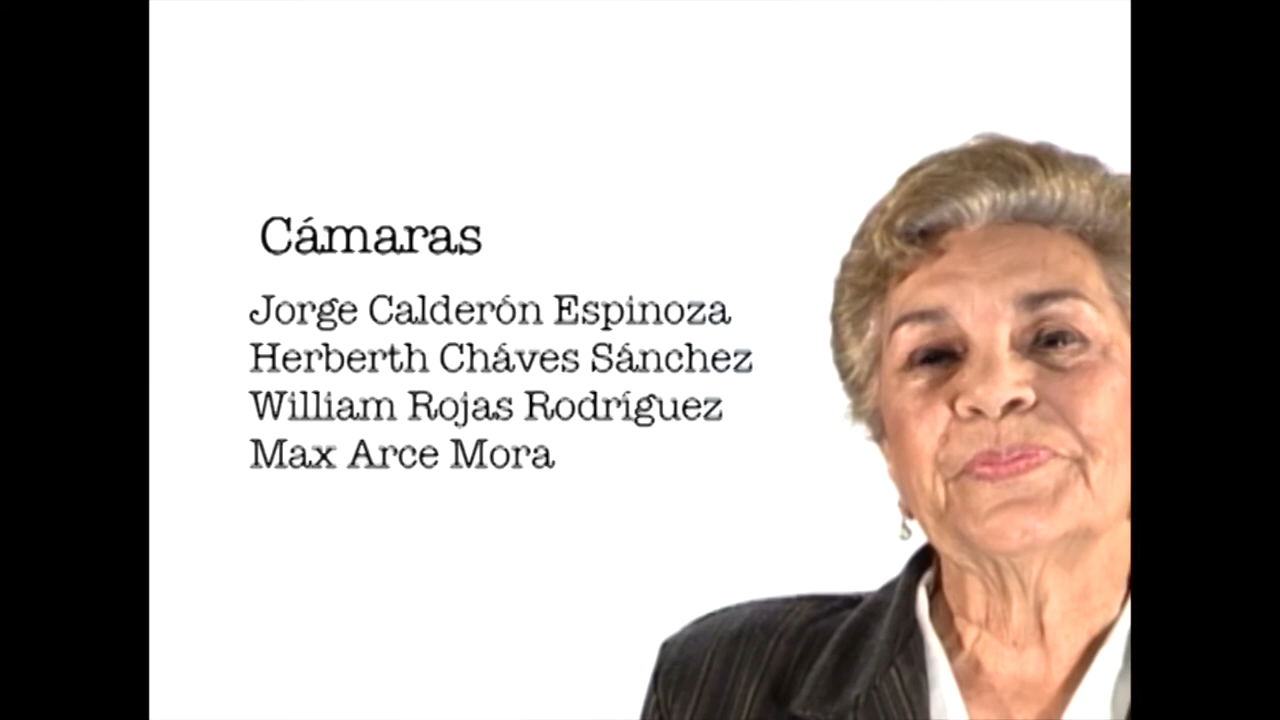 Cámaras
Jorge Calderón Espinoza
Herberth Cháves Sánchez
William Rojas Rodríguez
Max Arce Mora